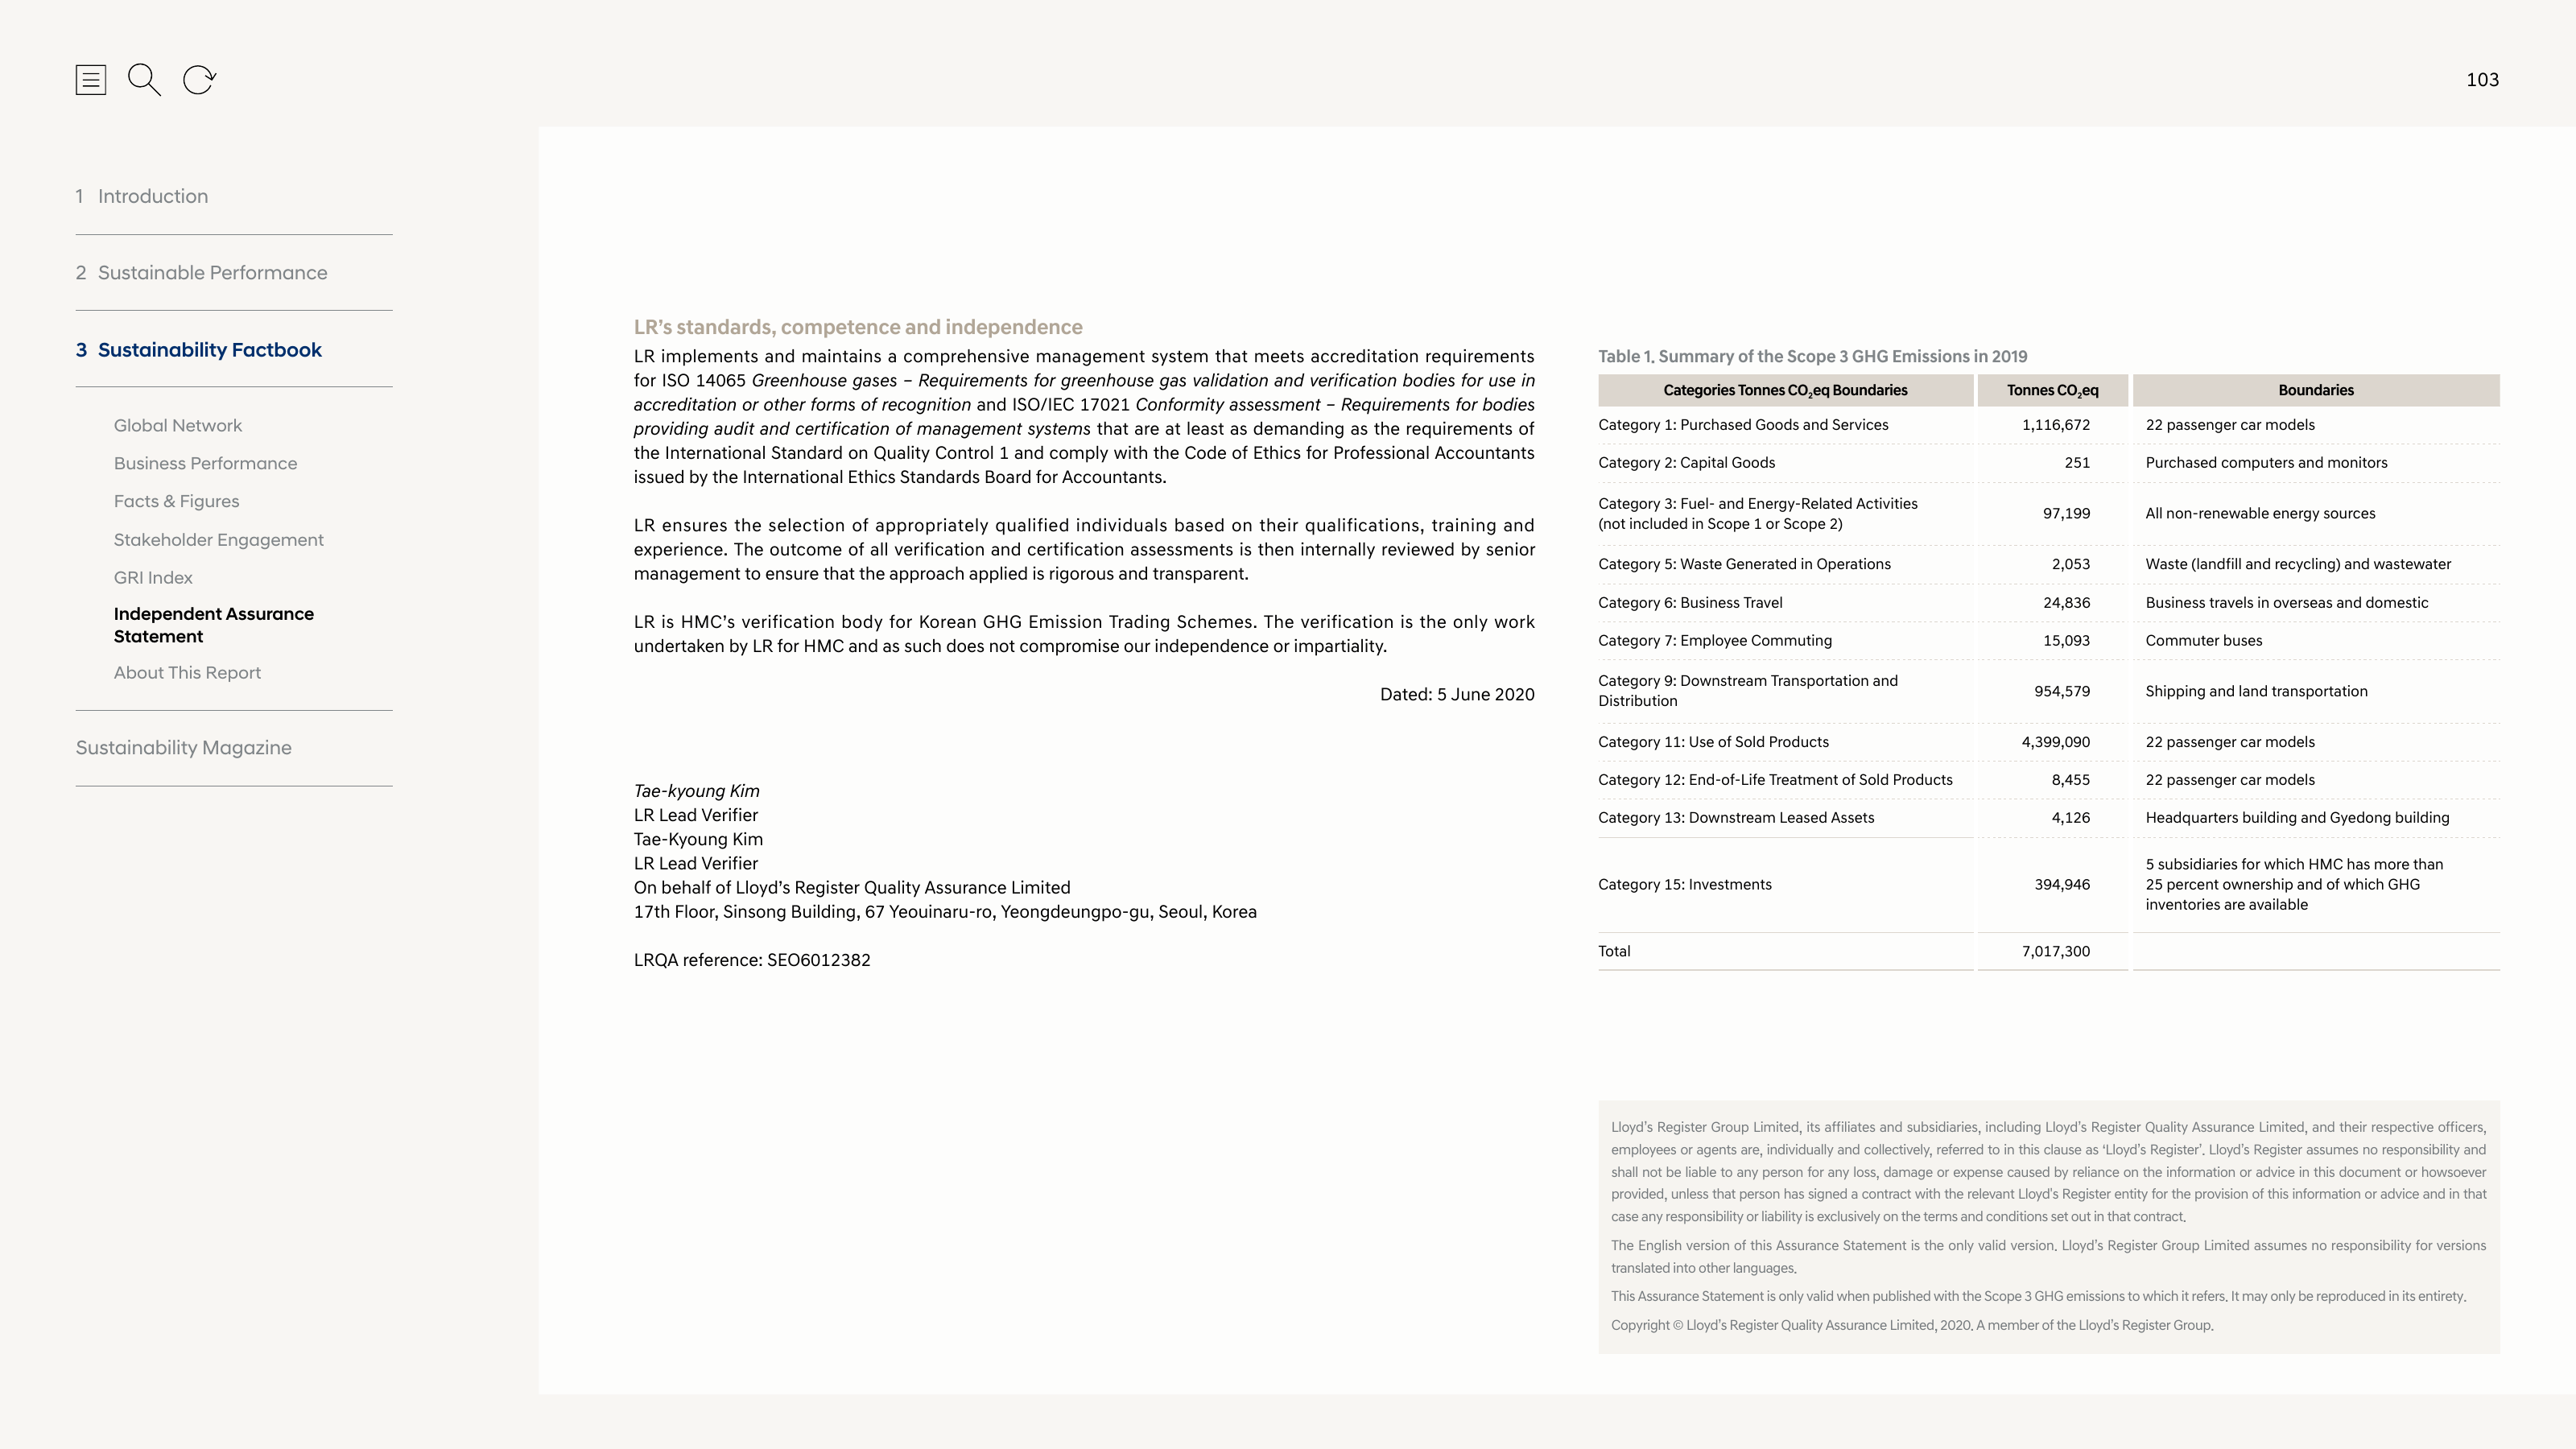 103
1 Introduction
2 Sustainable Performance
3 Sustainability Factbook
Global Network
Business Performance
Facts & Figures
Stakeholder Engagement
GRI Index
Independent Assurance
Statement
About This Report
Sustainability Magazine
LR's standards, competence and independence
LR implements and maintains a comprehensive management system that meets accreditation requirements
for ISO 14065 Greenhouse gases – Requirements for greenhouse gas validation and verification bodies for use in
accreditation or other forms of recognition and ISO/IEC 17021 Conformity assessment – Requirements for bodies
providing audit and certification of management systems that are at least as demanding as the requirements of
the International Standard on Quality Control 1 and comply with the Code of Ethics for Professional Accountants
issued by the International Ethics Standards Board for Accountants.
LR ensures the selection of appropriately qualified individuals based on their qualifications, training and
experience. The outcome of all verification and certification assessments is then internally reviewed by senior
management to ensure that the approach applied is rigorous and transparent.
LR is HMC's verification body for Korean GHG Emission Trading Schemes. The verification is the only work
undertaken by LR for HMC and as such does not compromise our independence or impartiality.
Dated: 5 June 2020
Tae-kyoung Kim
LR Lead Verifier
Tae-Kyoung Kim
LR Lead Verifier
On behalf of Lloyd's Register Quality Assurance Limited
17th Floor, Sinsong Building, 67 Yeouinaru-ro, Yeongdeungpo-gu, Seoul, Korea
LRQA reference: SEO6012382
Table 1. Summary of the Scope 3 GHG Emissions in 2019
Categories Tonnes CO₂eq Boundaries Tonnes CO₂eq Boundaries
Category 1: Purchased Goods and Services 1,116,672 22 passenger car models
Category 2: Capital Goods 251 Purchased computers and monitors
Category 3: Fuel- and Energy-Related Activities
(not included in Scope 1 or Scope 2) 97,199 All non-renewable energy sources
Category 5: Waste Generated in Operations 2,053 Waste (landfill and recycling) and wastewater
Category 6: Business Travel 24,836 Business travels in overseas and domestic
Category 7: Employee Commuting 15,093 Commuter buses
Category 9: Downstream Transportation and
Distribution 954,579 Shipping and land transportation
Category 11: Use of Sold Products 4,399,090 22 passenger car models
Category 12: End-of-Life Treatment of Sold Products 8,455 22 passenger car models
Category 13: Downstream Leased Assets 4,126 Headquarters building and Gyedong building
Category 15: Investments 394,946 5 subsidiaries for which HMC has more than
25 percent ownership and of which GHG
inventories are available
Total 7,017,300
Lloyd's Register Group Limited, its affiliates and subsidiaries, including Lloyd's Register Quality Assurance Limited, and their respective officers,
employees or agents are, individually and collectively, referred to in this clause as ‘Lloyd's Register’. Lloyd's Register assumes no responsibility and
shall not be liable to any person for any loss, damage or expense caused by reliance on the information or advice in this document or howsoever
provided, unless that person has signed a contract with the relevant Lloyd's Register entity for the provision of this information or advice and in that
case any responsibility or liability is exclusively on the terms and conditions set out in that contract.
The English version of this Assurance Statement is the only valid version. Lloyd's Register Group Limited assumes no responsibility for versions
translated into other languages.
This Assurance Statement is only valid when published with the Scope 3 GHG emissions to which it refers. It may only be reproduced in its entirety.
Copyright © Lloyd's Register Quality Assurance Limited, 2020. A member of the Lloyd's Register Group.